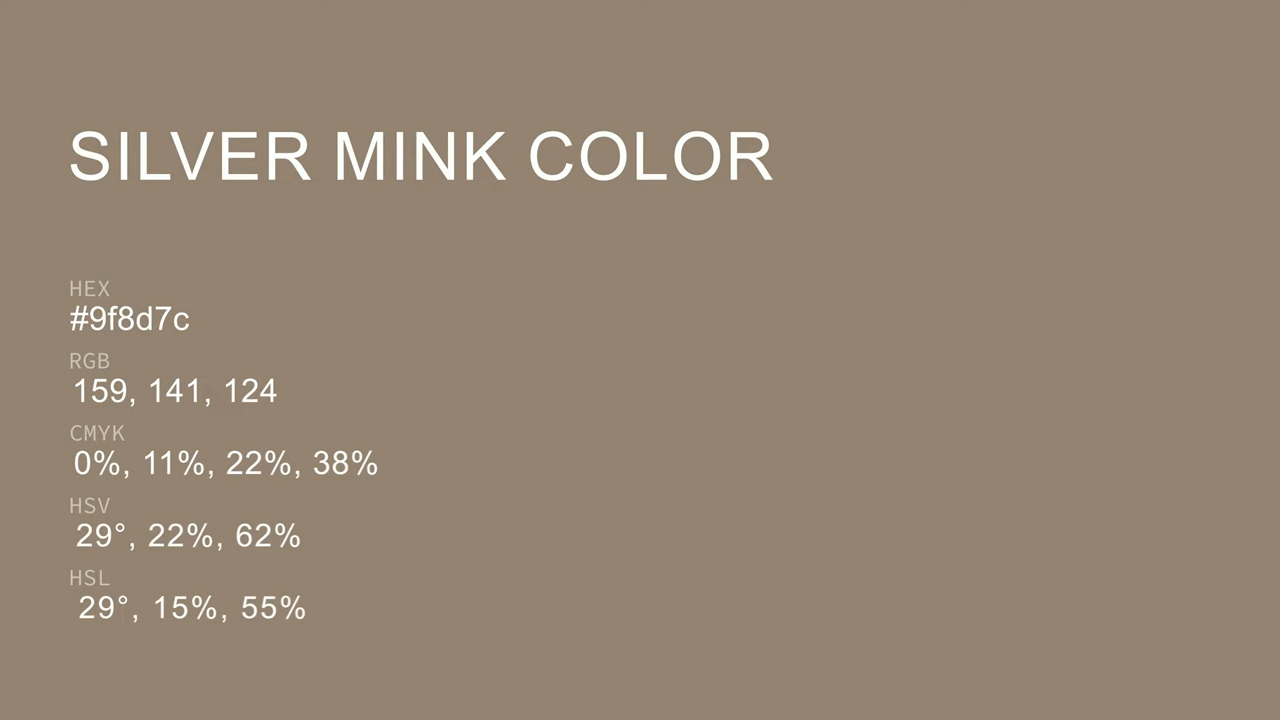 SILVER MINK COLOR
HEX
#9f8d7c
RGB
159, 141, 124
CMYK
0%, 11%, 22%, 38%
HSV
29°, 22%, 62%
HSL
29°, 15%, 55%